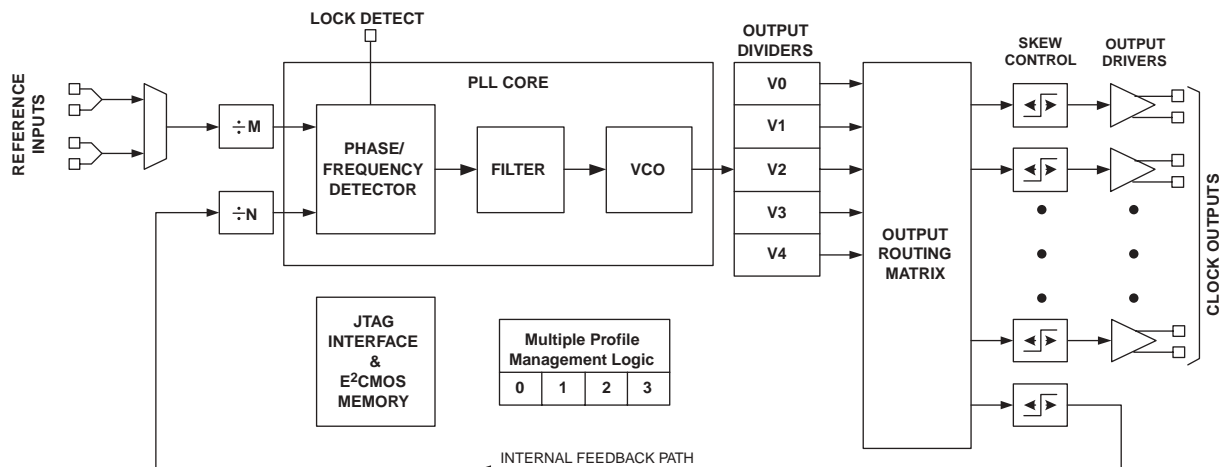 LOCK DETECT
OUTPUT
DIVIDERS
SKEW
CONTROL
OUTPUT
DRIVERS
REFERENCE
INPUTS
PLL CORE
÷M
÷N
PHASE/
FREQUENCY
DETECTOR
FILTER
VCO
V0
V1
V2
V3
V4
OUTPUT
ROUTING
MATRIX
CLOCK OUTPUTS
JTAG
INTERFACE
&
E²CMOS
MEMORY
Multiple Profile
Management Logic
0 1 2 3
INTERNAL FEEDBACK PATH